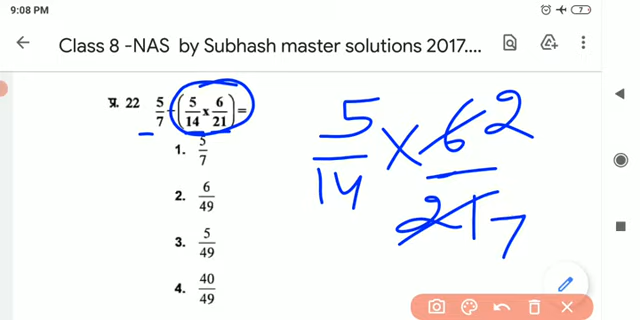 9:08 PM
7
Class 8 -NAS by Subhash master solutions 2017....
प्र. 22 5/7 - (5/14 x 6/21) =
1. 5/7
2. 6/49
3. 5/49
4. 40/49
5/14 × 6 2/21 7